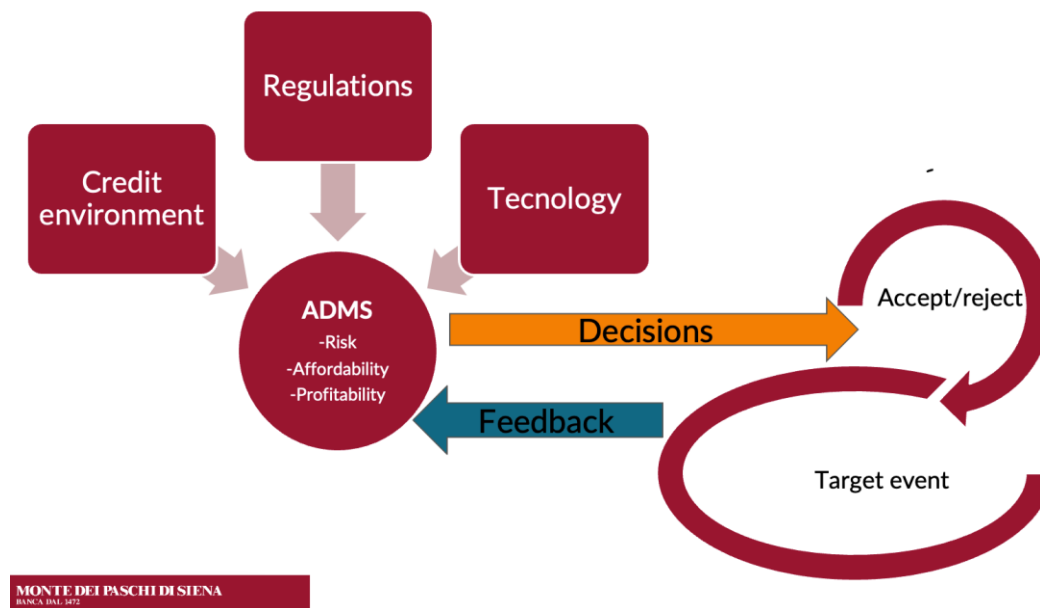 Regulations
Credit
environment
Tecnology
ADMS
-Risk
-Affordability
-Profitability
Decisions
Accept/reject
Feedback
Target event
MONTE DEI PASCHI DI SIENA
BANCA DAL 1472